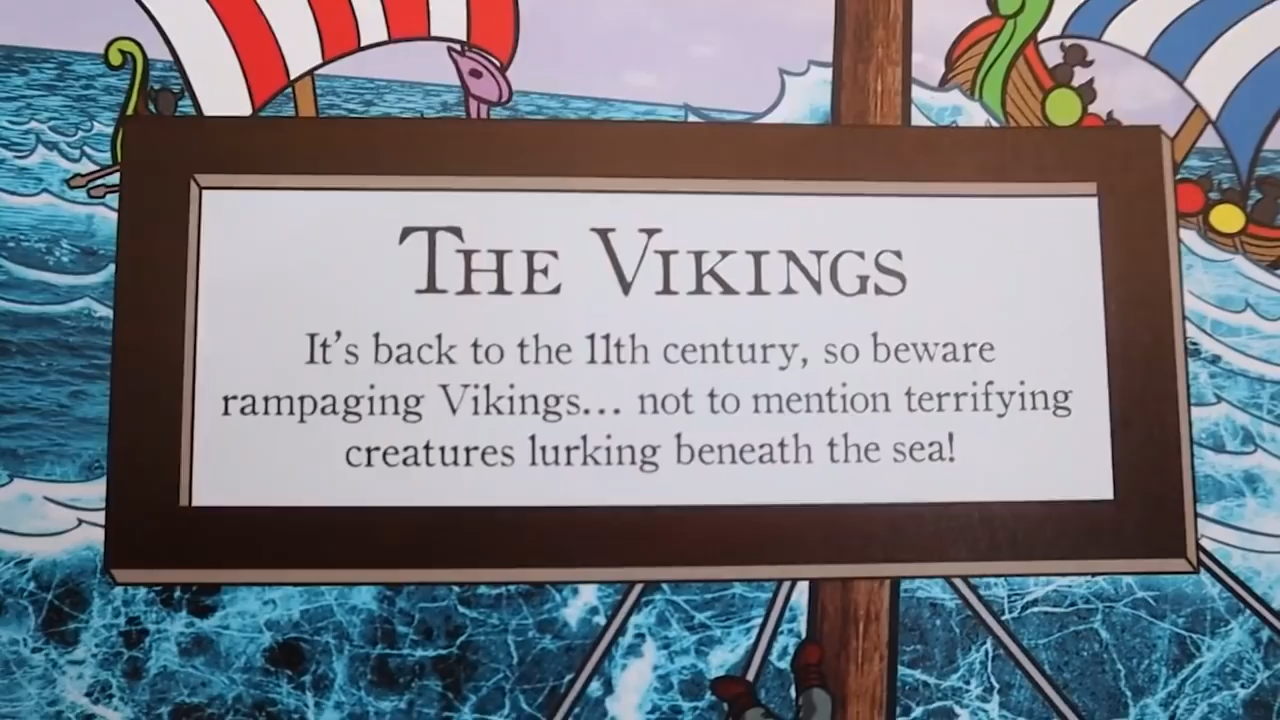 THE VIKINGS
It's back to the 11th century, so beware
rampaging Vikings... not to mention terrifying
creatures lurking beneath the sea!